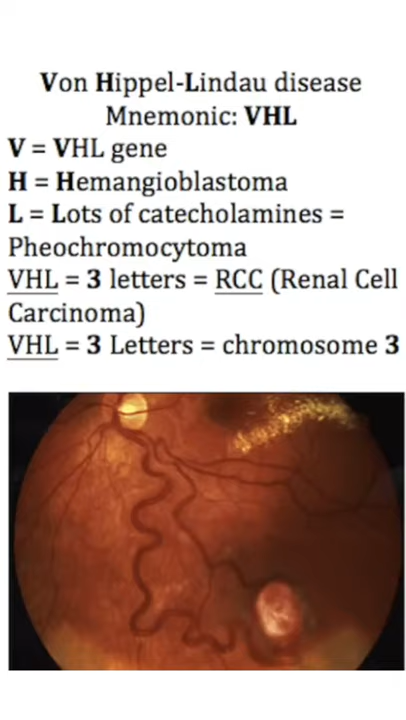 Von Hippel-Lindau disease
Mnemonic: VHL
V = VHL gene
H = Hemangioblastoma
L = Lots of catecholamines =
Pheochromocytoma
VHL = 3 letters = RCC (Renal Cell
Carcinoma)
VHL = 3 Letters = chromosome 3